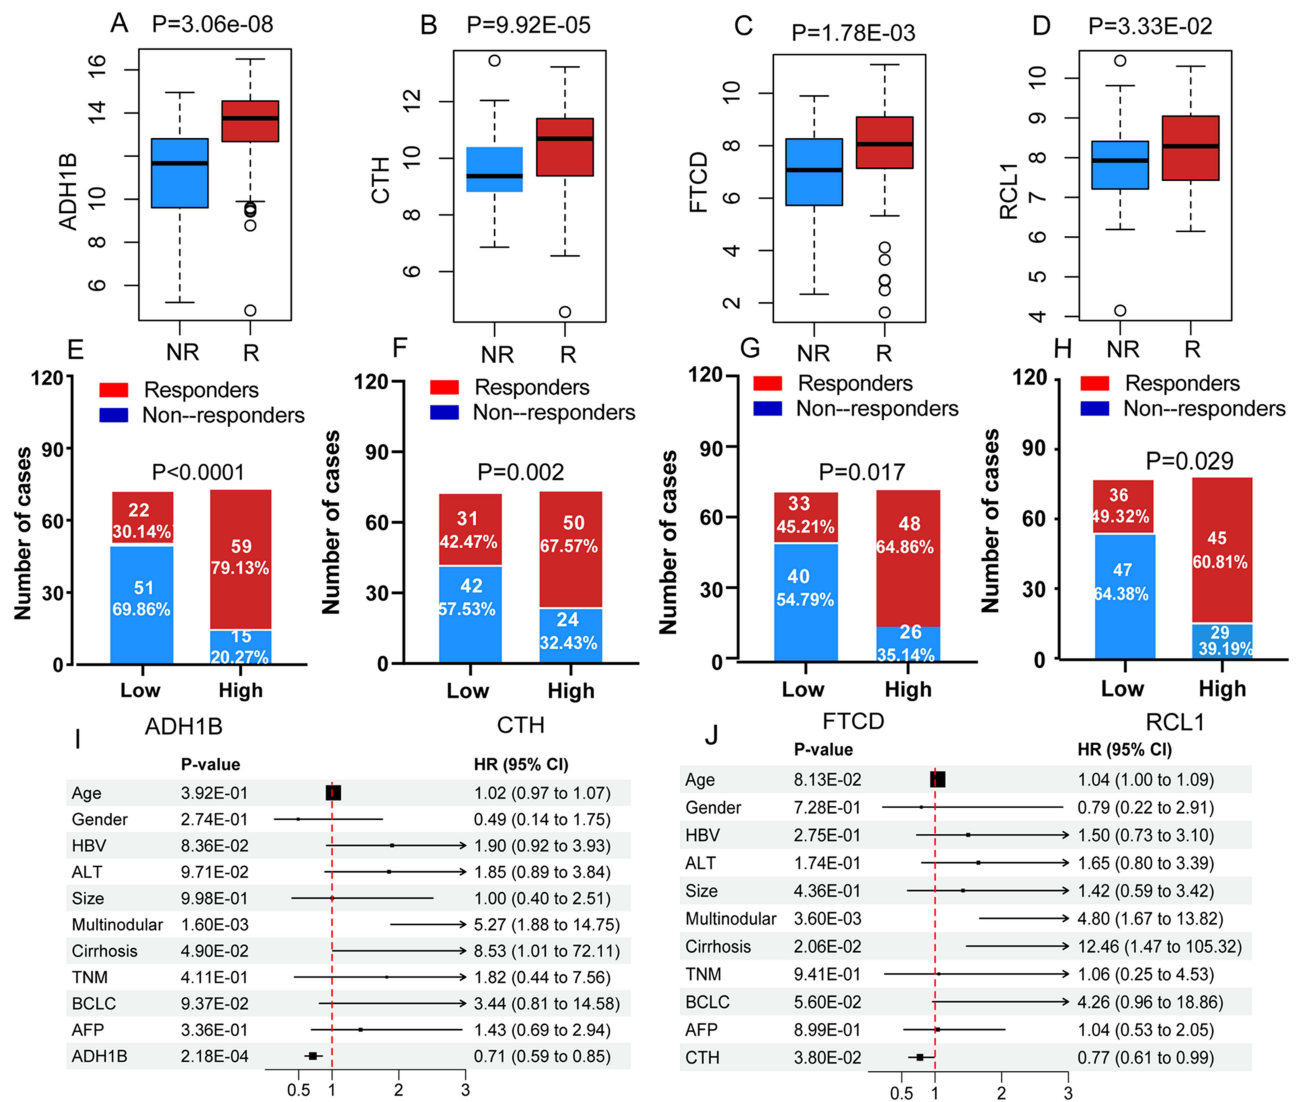 A P=3.06e-08
B P=9.92E-05
C P=1.78E-03
D P=3.33E-02
ADH1B
16
14
10
8
6
NR R
CTH
12
10
8
6
NR R
FTCD
10
8
6
4
2
NR R
RCL1
10
9
8
7
6
5
4
NR R
E
Responders
Non--responders
P<0.0001
Number of cases
120
90
60
30
0
22
30.14%
51
69.86%
59
79.13%
15
20.27%
Low High
ADH1B
F
Responders
Non--responders
P=0.002
Number of cases
120
90
60
30
0
31
42.47%
42
57.53%
50
67.57%
24
32.43%
Low High
CTH
G
Responders
Non--responders
P=0.017
Number of cases
120
90
60
30
0
33
45.21%
40
54.79%
48
64.86%
26
35.14%
Low High
FTCD
H
Responders
Non--responders
P=0.029
Number of cases
120
90
60
30
0
36
49.32%
47
64.38%
45
60.81%
29
39.19%
Low High
RCL1
I
P-value HR (95% CI)
Age 3.92E-01 1.02 (0.97 to 1.07)
Gender 2.74E-01 0.49 (0.14 to 1.75)
HBV 8.36E-02 1.90 (0.92 to 3.93)
ALT 9.71E-02 1.85 (0.89 to 3.84)
Size 9.98E-01 1.00 (0.40 to 2.51)
Multinodular 1.60E-03 5.27 (1.88 to 14.75)
Cirrhosis 4.90E-02 8.53 (1.01 to 72.11)
TNM 4.11E-01 1.82 (0.44 to 7.56)
BCLC 9.37E-02 3.44 (0.81 to 14.58)
AFP 3.36E-01 1.43 (0.69 to 2.94)
ADH1B 2.18E-04 0.71 (0.59 to 0.85)
0.5 1 2 3
J
P-value HR (95% CI)
Age 8.13E-02 1.04 (1.00 to 1.09)
Gender 7.28E-01 0.79 (0.22 to 2.91)
HBV 2.75E-01 1.50 (0.73 to 3.10)
ALT 1.74E-01 1.65 (0.80 to 3.39)
Size 4.36E-01 1.42 (0.59 to 3.42)
Multinodular 3.60E-03 4.80 (1.67 to 13.82)
Cirrhosis 2.06E-02 12.46 (1.47 to 105.32)
TNM 9.41E-01 1.06 (0.25 to 4.53)
BCLC 5.60E-02 4.26 (0.96 to 18.86)
AFP 8.99E-01 1.04 (0.53 to 2.05)
CTH 3.80E-02 0.77 (0.61 to 0.99)
0.5 1 2 3